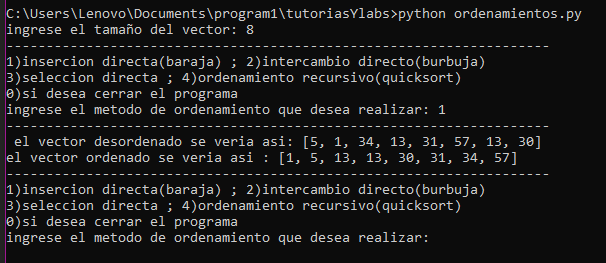 C:\Users\Lenovo\Documents\program1\tutoriasYlabs>python ordenamientos.py
ingrese el tamaño del vector: 8
--------------------------------------------------------------------
1)insercion directa(baraja) ; 2)intercambio directo(burbuja)
3)seleccion directa ; 4)ordenamiento recursivo(quicksort)
0)si desea cerrar el programa
ingrese el metodo de ordenamiento que desea realizar: 1
--------------------------------------------------------------------
 el vector desordenado se veria asi: [5, 1, 34, 13, 31, 57, 13, 30]
el vector ordenado se veria asi : [1, 5, 13, 13, 30, 31, 34, 57]
--------------------------------------------------------------------
1)insercion directa(baraja) ; 2)intercambio directo(burbuja)
3)seleccion directa ; 4)ordenamiento recursivo(quicksort)
0)si desea cerrar el programa
ingrese el metodo de ordenamiento que desea realizar: